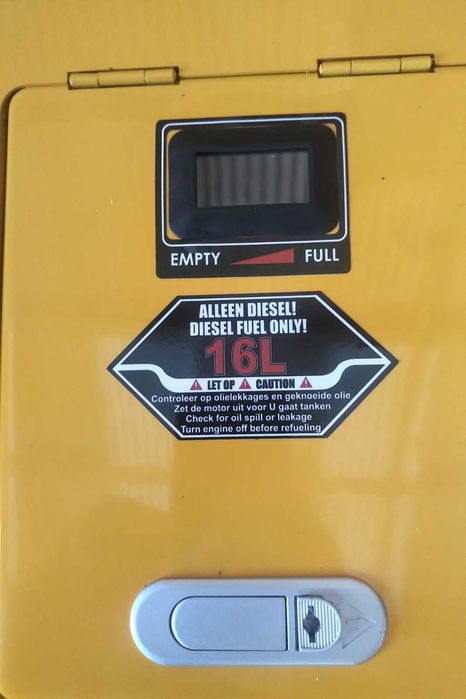 EMPTY FULL
ALLEEN DIESEL!
DIESEL FUEL ONLY!
16L
LET OP CAUTION
Controleer op olielekkages en geknoeide olie
Zet de motor uit voor U gaat tanken
Check for oil spill or leakage
Turn engine off before refueling